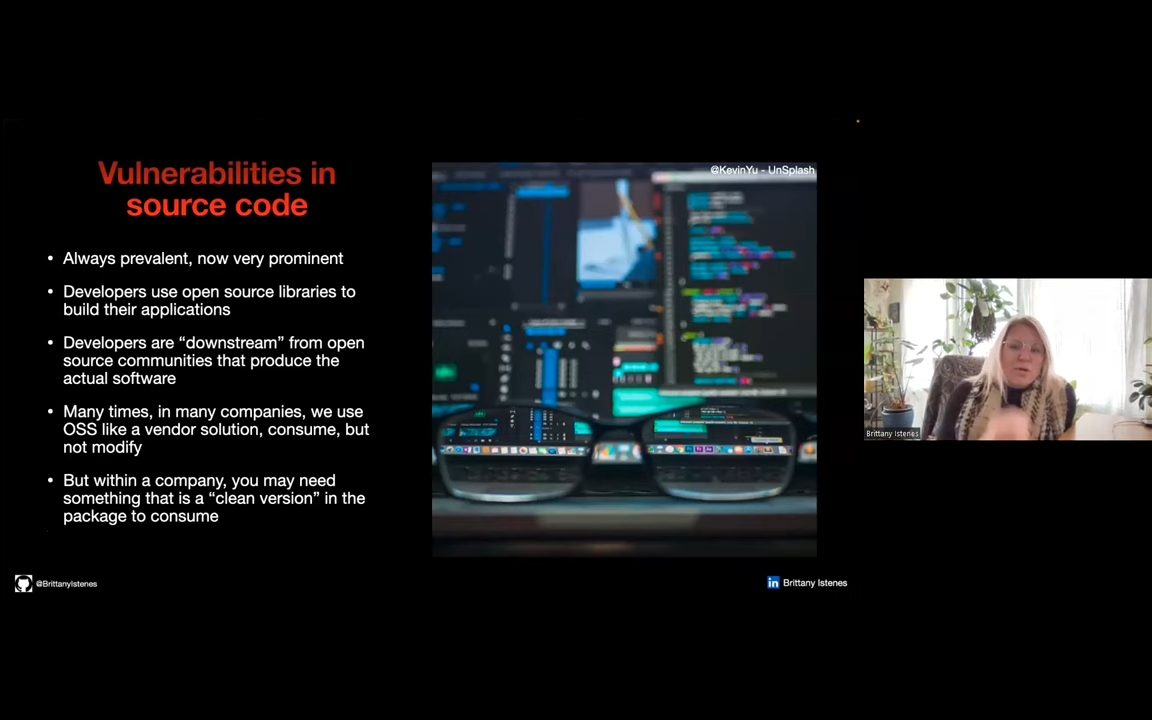 Vulnerabilities in
source code
• Always prevalent, now very prominent
• Developers use open source libraries to
build their applications
• Developers are “downstream” from open
source communities that produce the
actual software
• Many times, in many companies, we use
OSS like a vendor solution, consume, but
not modify
• But within a company, you may need
something that is a “clean version” in the
package to consume
@KevinYu - UnSplash
@BrittanyIstenes
in Brittany Istenes
Brittany Istenes